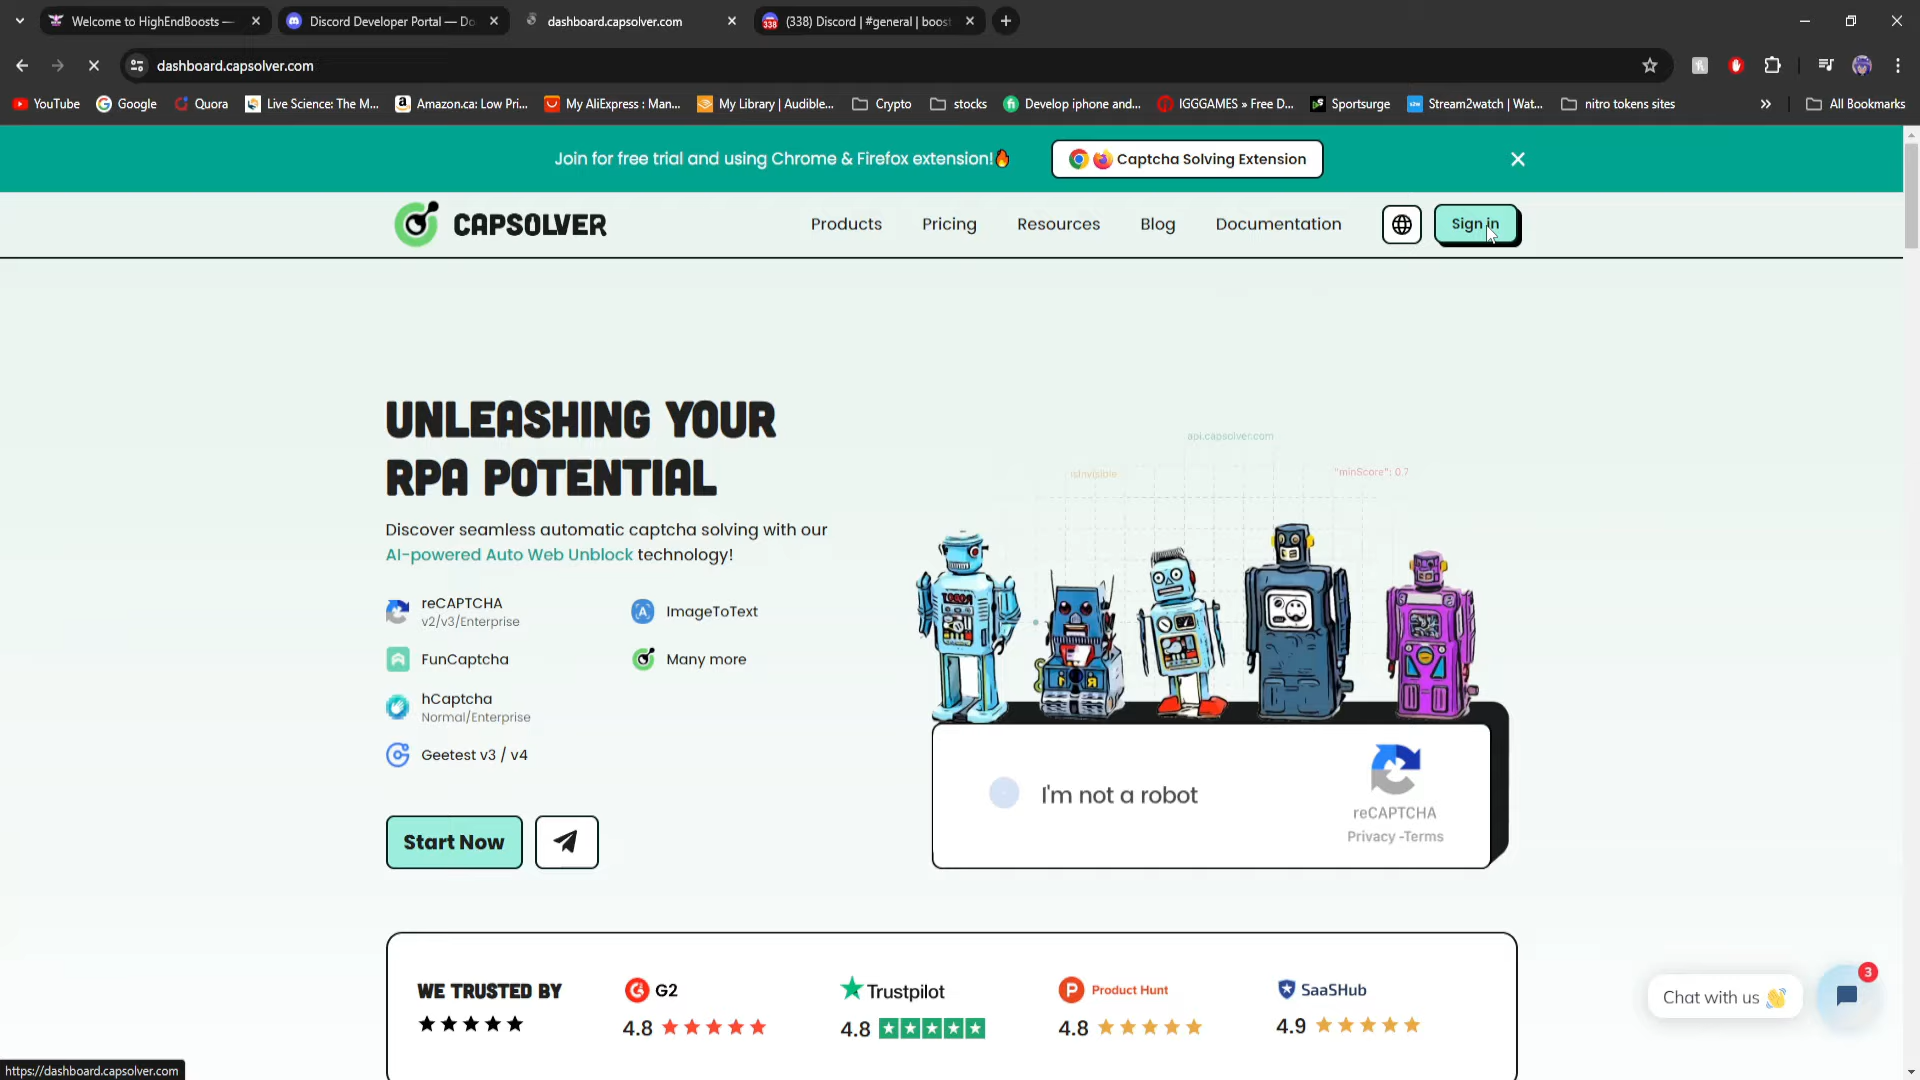 Welcome to HighEndBoosts —
Discord Developer Portal — Do
dashboard.capsolver.com
(338) Discord | #general | boost
dashboard.capsolver.com
YouTube
Google
Quora
Live Science: The M...
Amazon.ca: Low Pri...
My AliExpress : Man...
My Library | Audible...
Crypto
stocks
Develop iphone and...
IGGGAMES » Free D...
Sportsurge
Stream2watch | Wat...
nitro tokens sites
All Bookmarks
Join for free trial and using Chrome & Firefox extension!🔥
Captcha Solving Extension
CAPSOLVER
Products
Pricing
Resources
Blog
Documentation
Sign in
UNLEASHING YOUR
RPA POTENTIAL
Discover seamless automatic captcha solving with our
AI-powered Auto Web Unblock technology!
reCAPTCHA
v2/v3/Enterprise
ImageToText
FunCaptcha
Many more
hCaptcha
Normal/Enterprise
Geetest v3 / v4
Start Now
api.capsolver.com
isInvisible
"minScore": 0.7
I'm not a robot
reCAPTCHA
Privacy -Terms
WE TRUSTED BY
G2
4.8
Trustpilot
4.8
Product Hunt
4.8
SaaSHub
4.9
Chat with us 👋
3
https://dashboard.capsolver.com